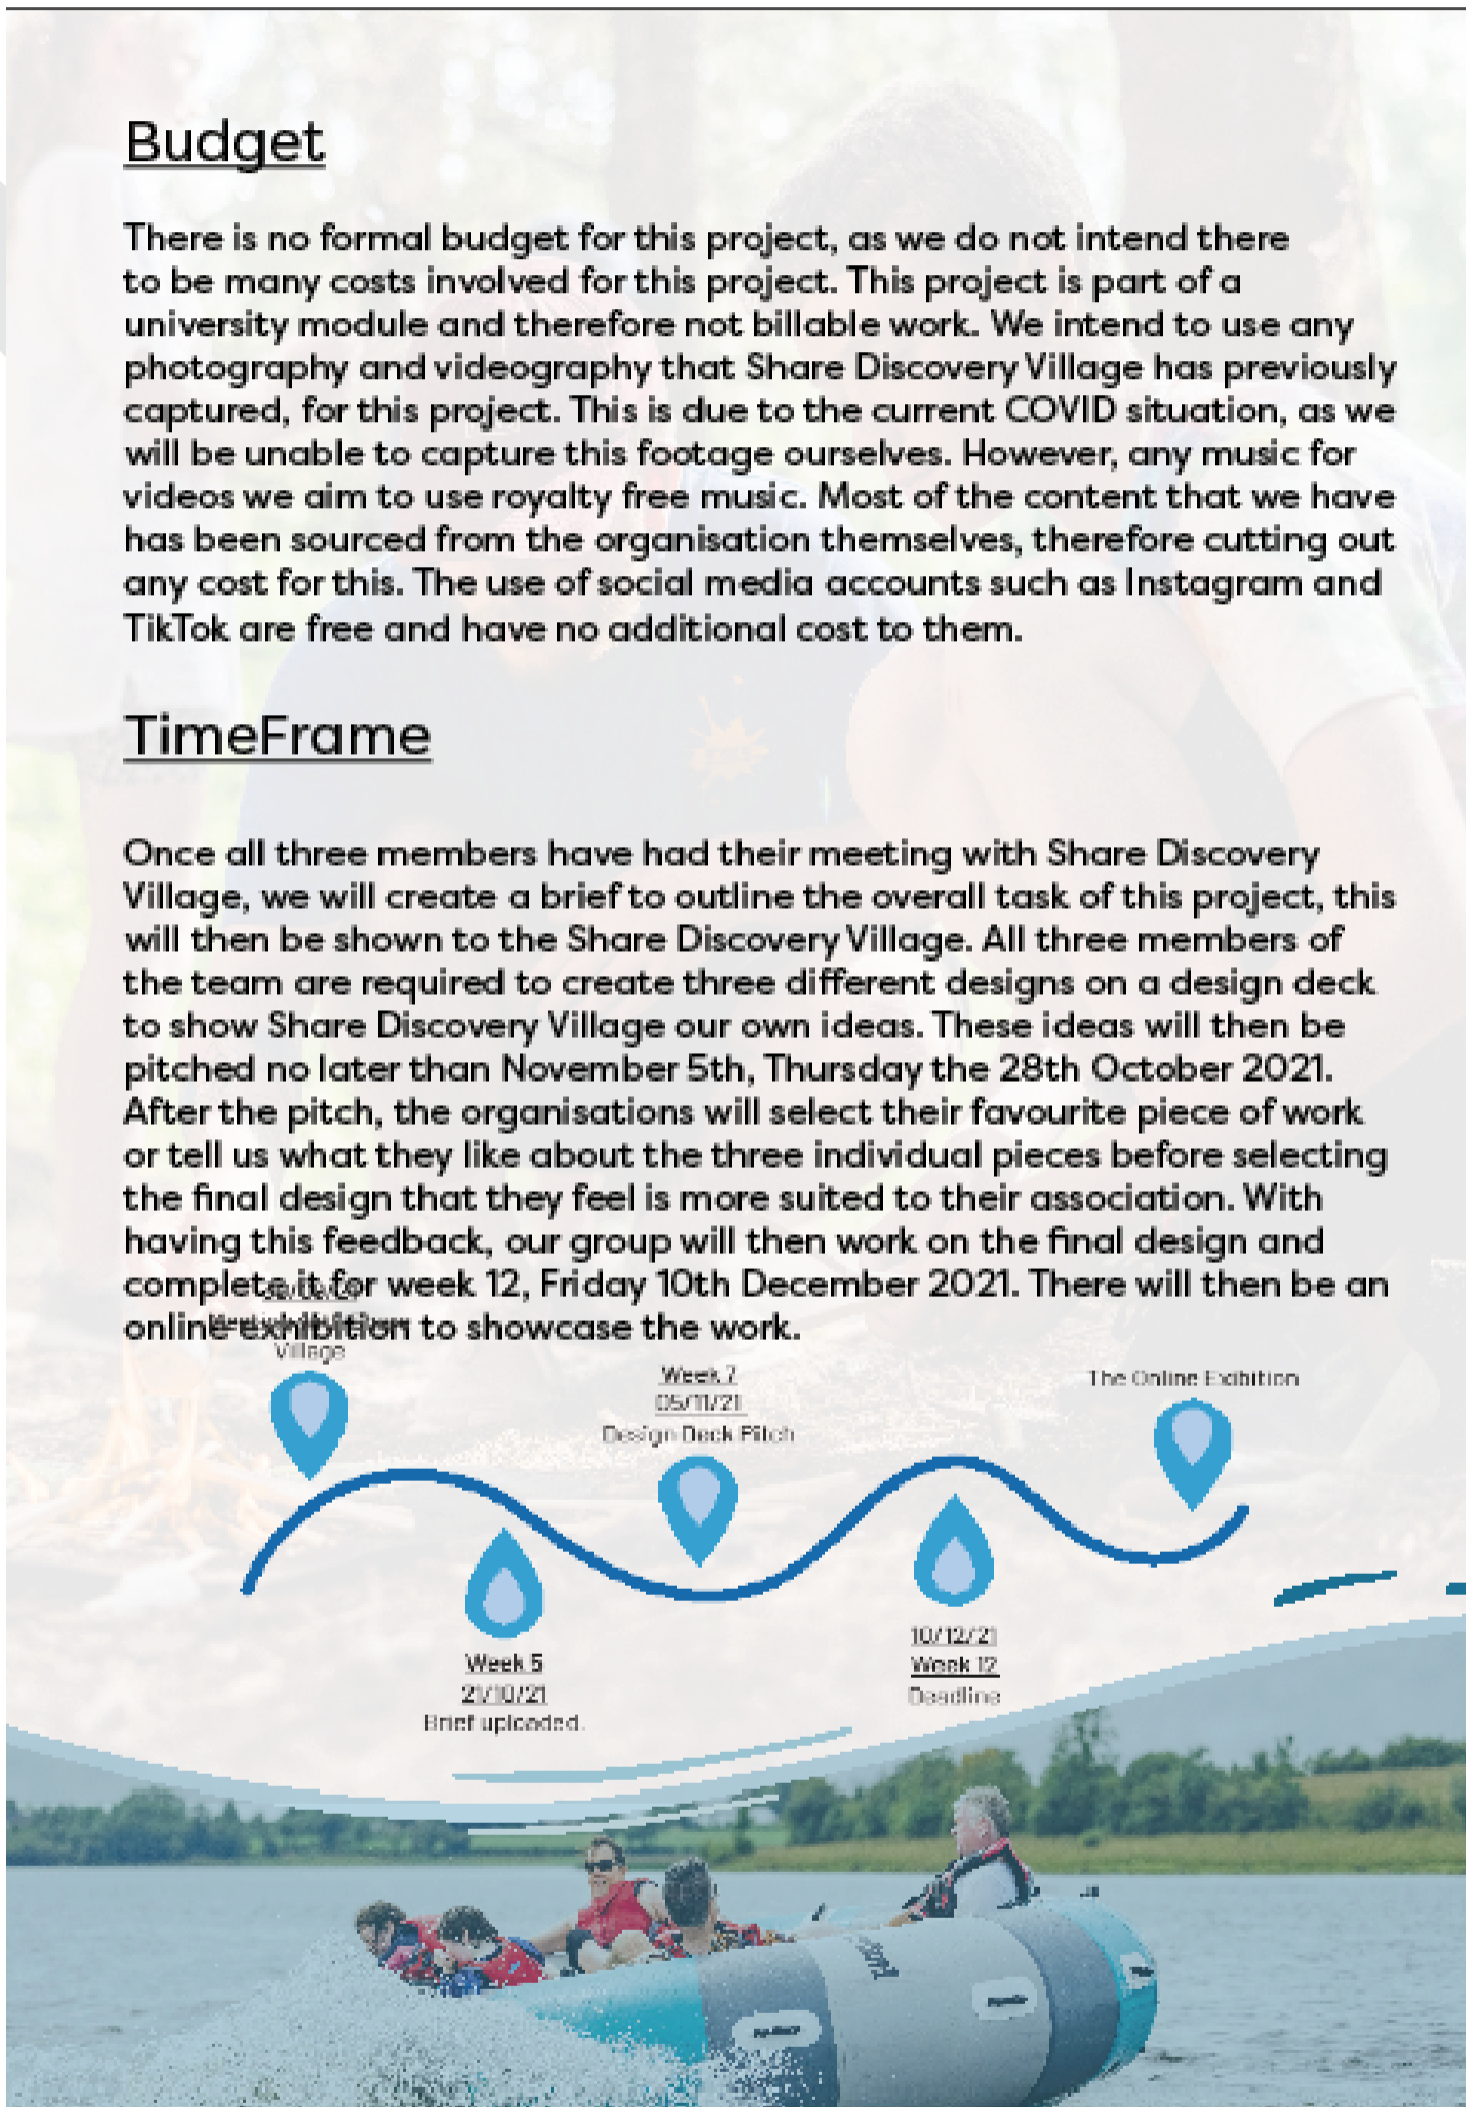 Budget
There is no formal budget for this project, as we do not intend there
to be many costs involved for this project. This project is part of a
university module and therefore not billable work. We intend to use any
photography and videography that Share Discovery Village has previously
captured, for this project. This is due to the current COVID situation, as we
will be unable to capture this footage ourselves. However, any music for
videos we aim to use royalty free music. Most of the content that we have
has been sourced from the organisation themselves, therefore cutting out
any cost for this. The use of social media accounts such as Instagram and
TikTok are free and have no additional cost to them.
TimeFrame
Once all three members have had their meeting with Share Discovery
Village, we will create a brief to outline the overall task of this project, this
will then be shown to the Share Discovery Village. All three members of
the team are required to create three different designs on a design deck
to show Share Discovery Village our own ideas. These ideas will then be
pitched no later than November 5th, Thursday the 28th October 2021.
After the pitch, the organisations will select their favourite piece of work
or tell us what they like about the three individual pieces before selecting
the final design that they feel is more suited to their association. With
having this feedback, our group will then work on the final design and
complete it for week 12, Friday 10th December 2021. There will then be an
online exhibition to showcase the work.
Village
Week 7
05/11/21
Design Deck Pitch
The Online Exibition
Week 5
21/10/21
Brief uploaded.
10/12/21
Week 12
Deadline